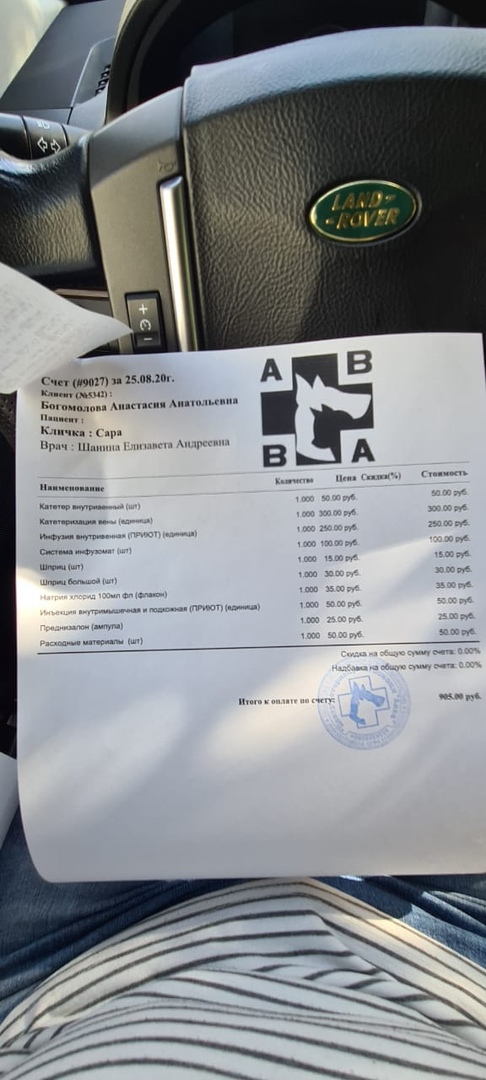 LAND-
-ROVER
+
−
Счет (#9027) за 25.08.20г.
Клиент (№5342) :
Богомолова Анастасия Анатольевна
Пациент :
Кличка : Сара
Врач : Шанина Елизавета Андреевна
А В
В А
Наименование Количество Цена Скидка(%) Стоимость
Катетер внутривенный (шт) 1.000 50.00 руб. 50.00 руб.
Катетеризация вены (единица) 1.000 300.00 руб. 300.00 руб.
Инфузия внутривенная (ПРИЮТ) (единица) 1.000 250.00 руб. 250.00 руб.
Система инфузомат (шт) 1.000 100.00 руб. 100.00 руб.
Шприц (шт) 1.000 15.00 руб. 15.00 руб.
Шприц большой (шт) 1.000 30.00 руб. 30.00 руб.
Натрия хлорид 100мл фл (флакон) 1.000 35.00 руб. 35.00 руб.
Инъекция внутримышечная и подкожная (ПРИЮТ) (единица) 1.000 50.00 руб. 50.00 руб.
Преднизалон (ампула) 1.000 25.00 руб. 25.00 руб.
Расходные материалы (шт) 1.000 50.00 руб. 50.00 руб.
Скидка на общую сумму счета: 0.00%
Надбавка на общую сумму счета: 0.00%
Итого к оплате по счету: 905.00 руб.